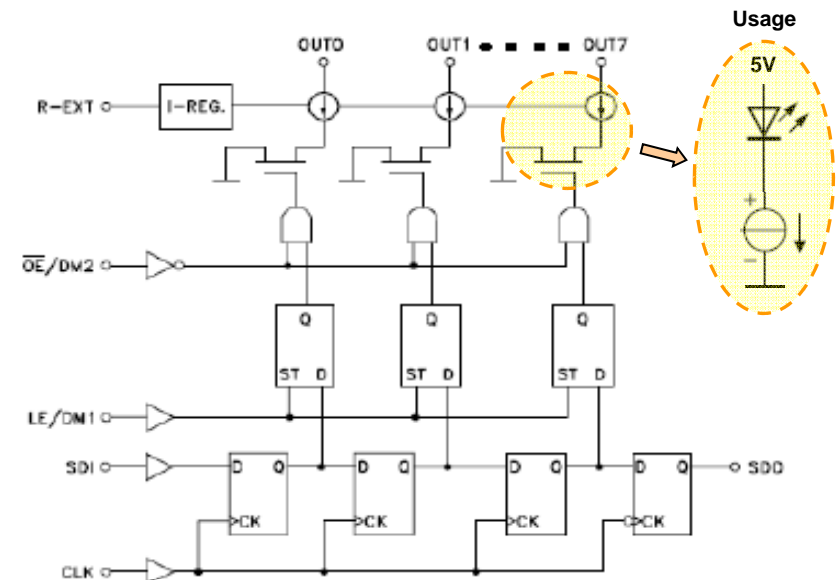 Usage
OUT0 OUT1 OUT7
5V
R-EXT I-REG.
+
−
OE/DM2
Q Q Q
ST D ST D ST D
LE/DM1
SDI D Q D Q D Q D Q SDO
CK CK CK CK
CLK